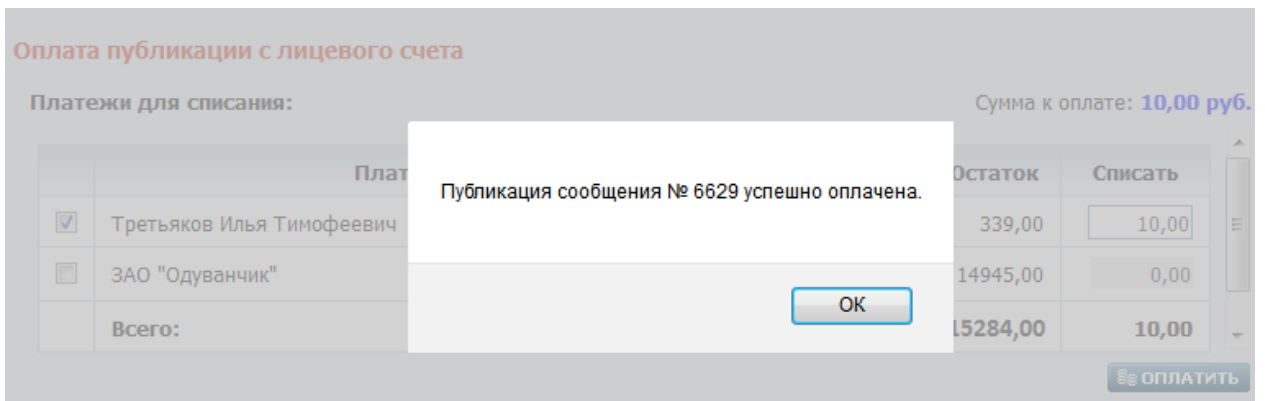 Оплата публикации с лицевого счета
Платежи для списания:
Сумма к оплате: 10,00 руб.
Плат
Остаток
Списать
Публикация сообщения № 6629 успешно оплачена.
Третьяков Илья Тимофеевич
339,00
10,00
ЗАО "Одуванчик"
14945,00
0,00
OK
Всего:
15284,00
10,00
ОПЛАТИТЬ